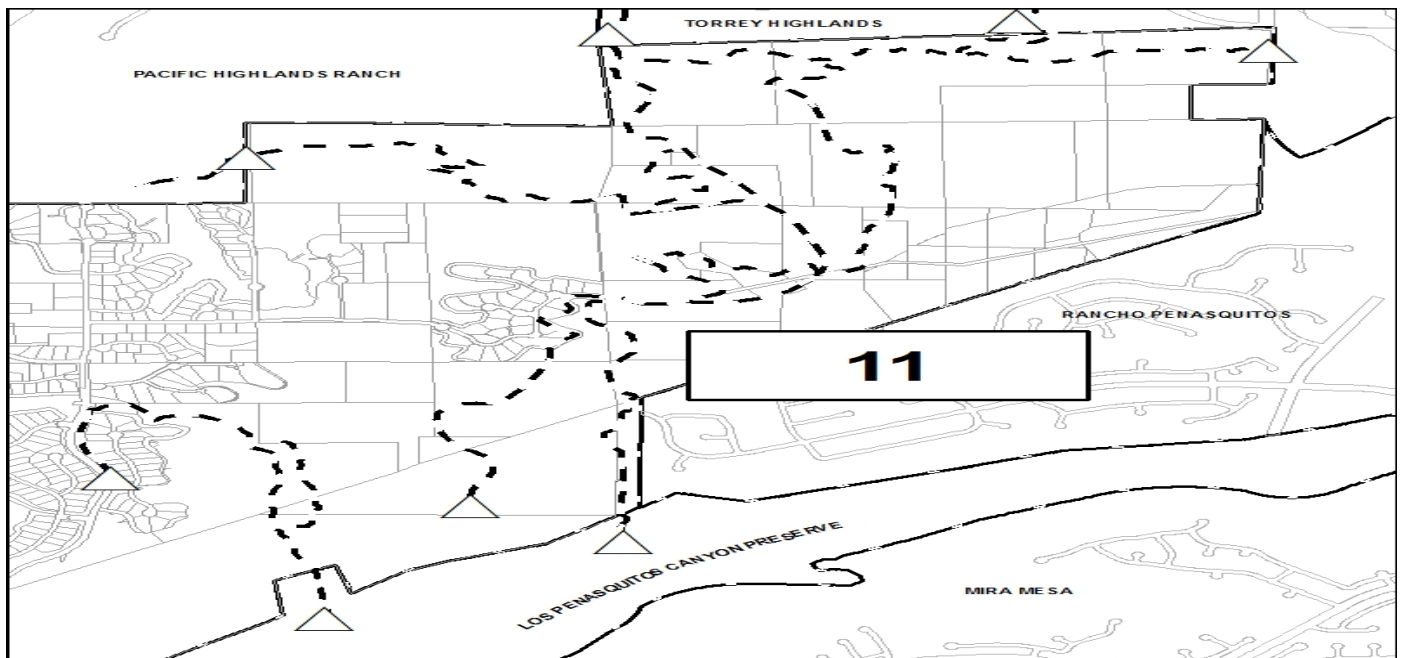 TORREY HIGHLANDS
PACIFIC HIGHLANDS RANCH
RANCHO PENASQUITOS
11
LOS PENASQUITOS CANYON PRESERVE
MIRA MESA